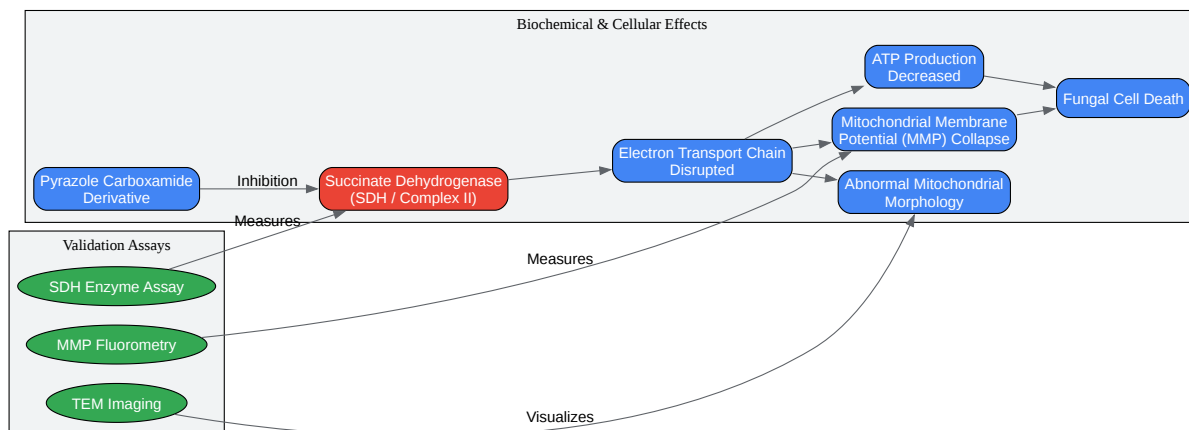 Biochemical & Cellular Effects
ATP Production
Decreased
Fungal Cell Death
Mitochondrial Membrane
Potential (MMP) Collapse
Electron Transport Chain
Disrupted
Pyrazole Carboxamide
Derivative
Inhibition
Succinate Dehydrogenase
(SDH / Complex II)
Abnormal Mitochondrial
Morphology
Measures
Validation Assays
Measures
SDH Enzyme Assay
MMP Fluorometry
TEM Imaging
Visualizes